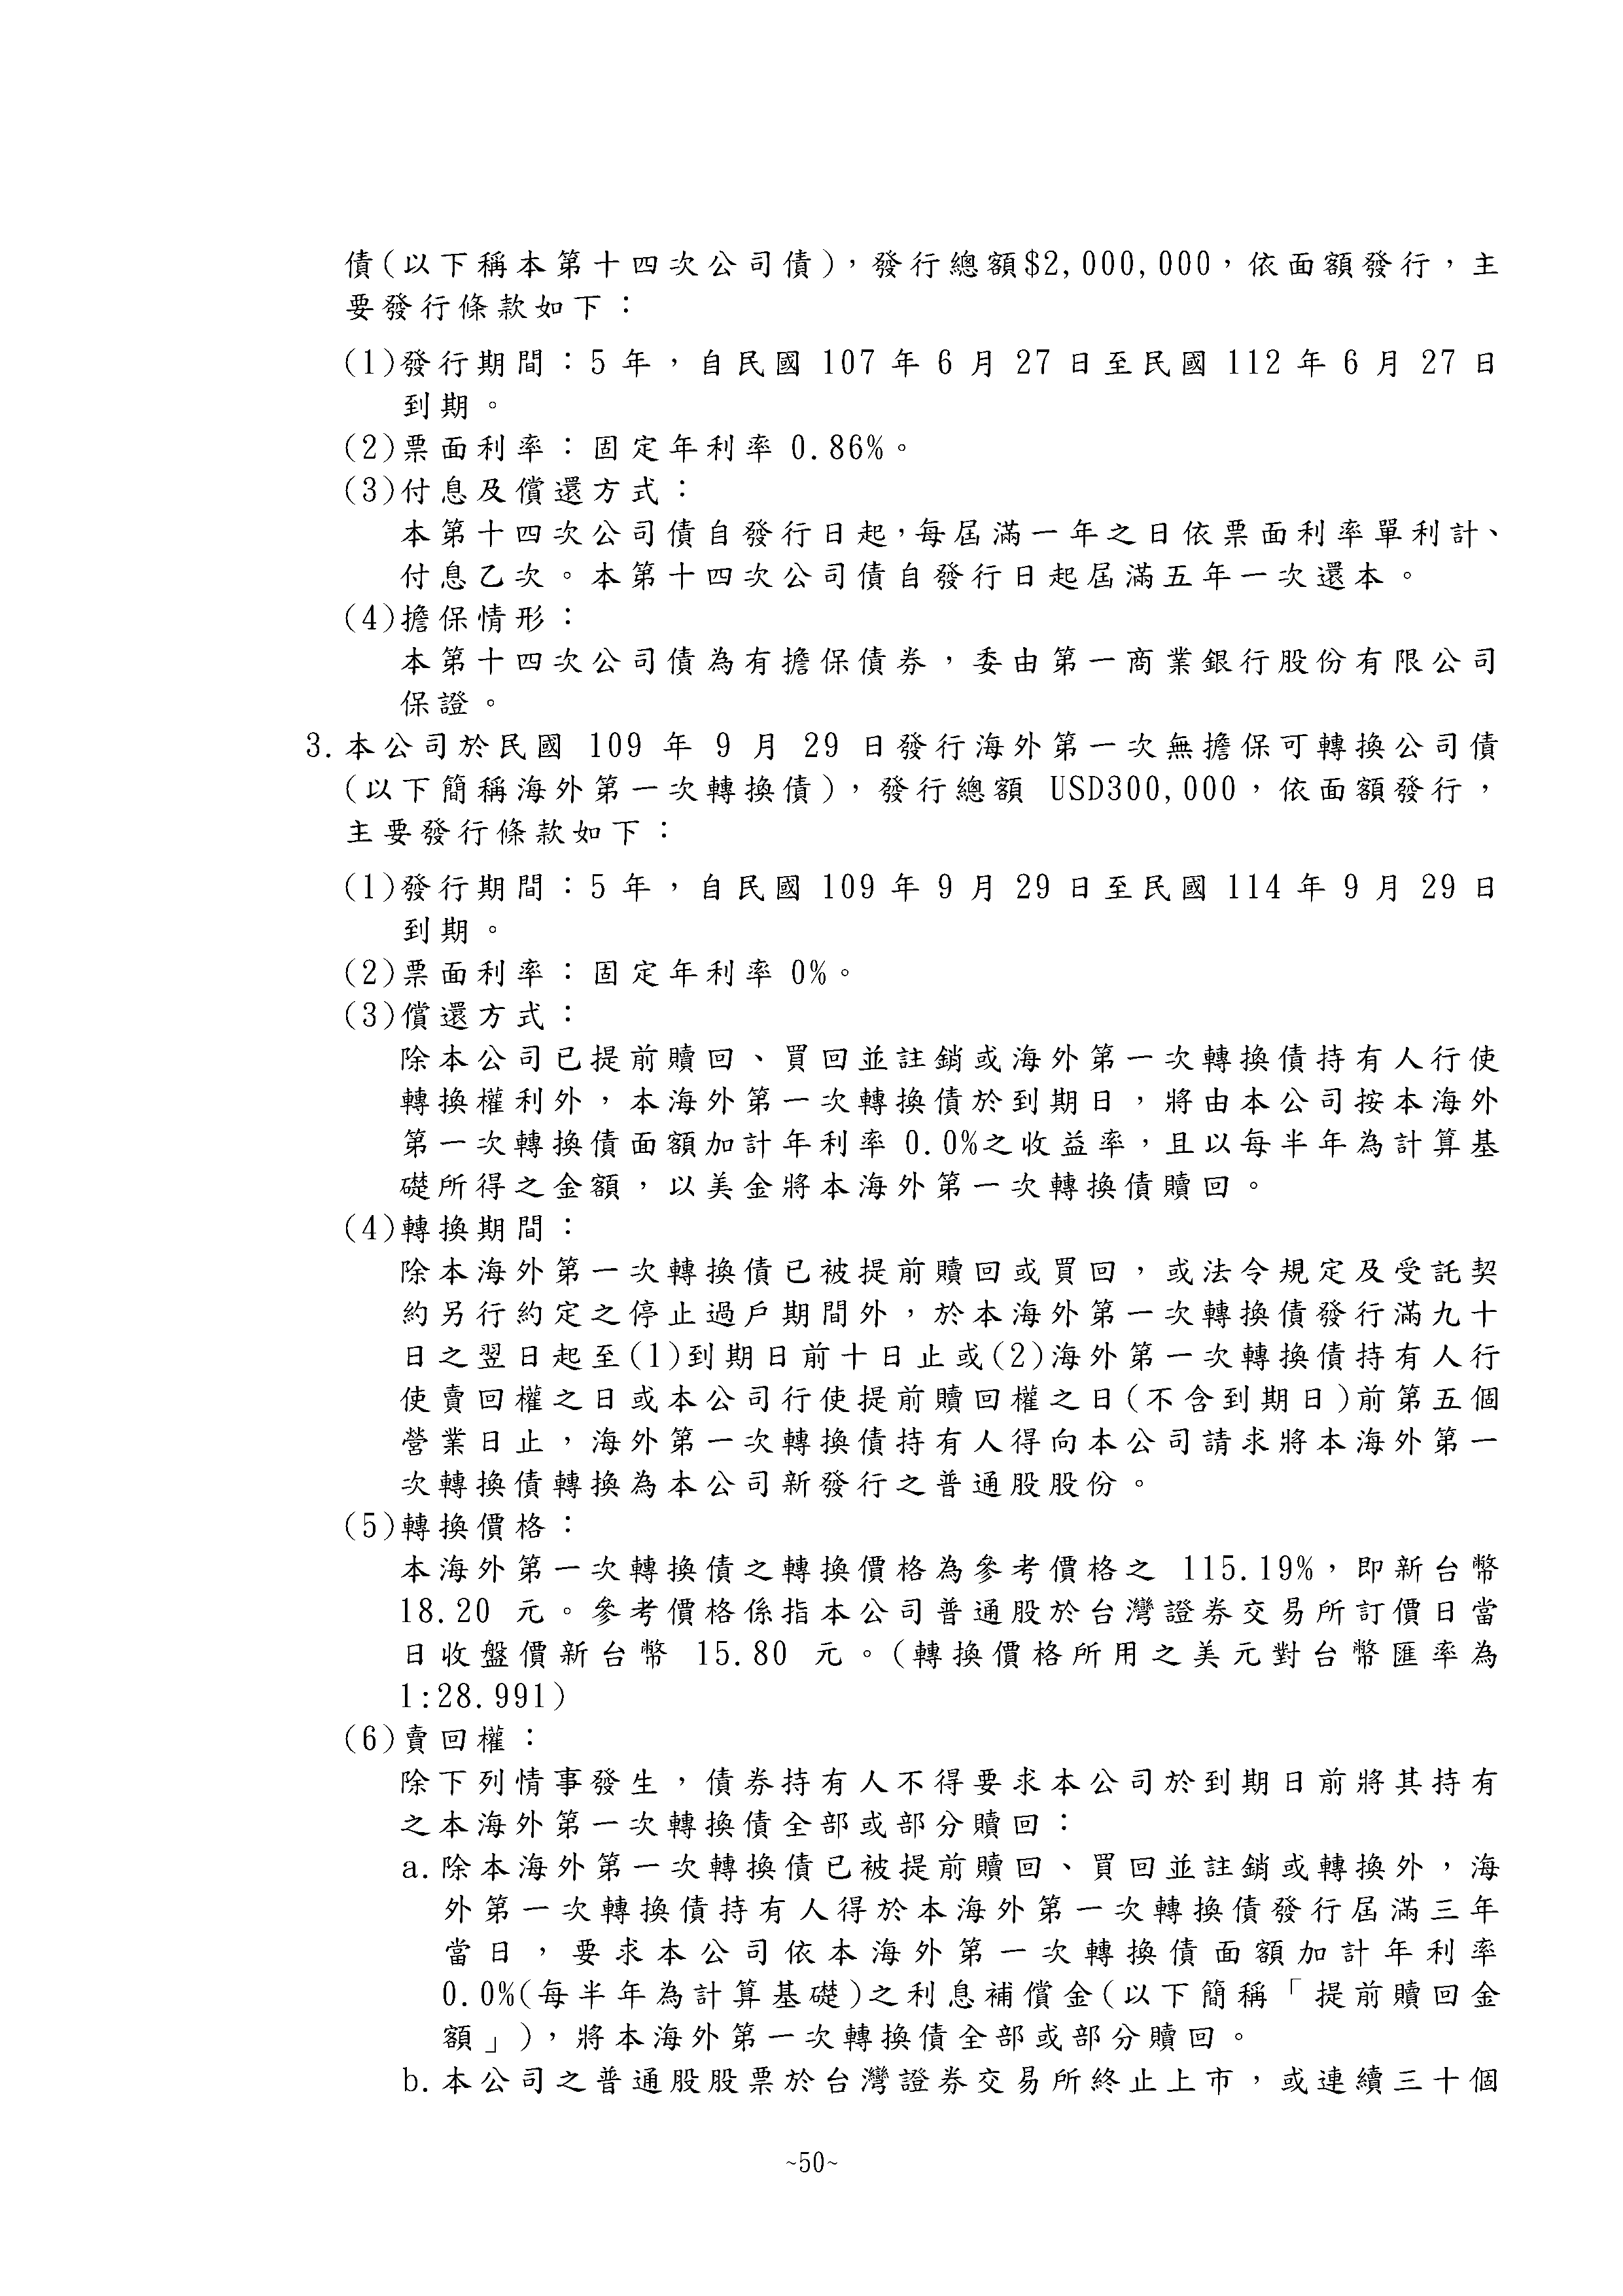 債(以下稱本第十四次公司債)，發行總額$2,000,000，依面額發行，主
要發行條款如下：
(1)發行期間：5 年，自民國 107 年 6 月 27 日至民國 112 年 6 月 27 日
到期。
(2)票面利率：固定年利率 0.86%。
(3)付息及償還方式：
本第十四次公司債自發行日起，每屆滿一年之日依票面利率單利計、
付息乙次。本第十四次公司債自發行日起屆滿五年一次還本。
(4)擔保情形：
本第十四次公司債為有擔保債券，委由第一商業銀行股份有限公司
保證。
3.本公司於民國 109 年 9 月 29 日發行海外第一次無擔保可轉換公司債
(以下簡稱海外第一次轉換債)，發行總額 USD300,000，依面額發行，
主要發行條款如下：
(1)發行期間：5 年，自民國 109 年 9 月 29 日至民國 114 年 9 月 29 日
到期。
(2)票面利率：固定年利率 0%。
(3)償還方式：
除本公司已提前贖回、買回並註銷或海外第一次轉換債持有人行使
轉換權利外，本海外第一次轉換債於到期日，將由本公司按本海外
第一次轉換債面額加計年利率 0.0%之收益率，且以每半年為計算基
礎所得之金額，以美金將本海外第一次轉換債贖回。
(4)轉換期間：
除本海外第一次轉換債已被提前贖回或買回，或法令規定及受託契
約另行約定之停止過戶期間外，於本海外第一次轉換債發行滿九十
日之翌日起至(1)到期日前十日止或(2)海外第一次轉換債持有人行
使賣回權之日或本公司行使提前贖回權之日(不含到期日)前第五個
營業日止，海外第一次轉換債持有人得向本公司請求將本海外第一
次轉換債轉換為本公司新發行之普通股股份。
(5)轉換價格：
本海外第一次轉換債之轉換價格為參考價格之 115.19%，即新台幣
18.20 元。參考價格係指本公司普通股於台灣證券交易所訂價日當
日收盤價新台幣 15.80 元。(轉換價格所用之美元對台幣匯率為
1:28.991)
(6)賣回權：
除下列情事發生，債券持有人不得要求本公司於到期日前將其持有
之本海外第一次轉換債全部或部分贖回：
a.除本海外第一次轉換債已被提前贖回、買回並註銷或轉換外，海
外第一次轉換債持有人得於本海外第一次轉換債發行屆滿三年
當日，要求本公司依本海外第一次轉換債面額加計年利率
0.0%(每半年為計算基礎)之利息補償金(以下簡稱「提前贖回金
額」)，將本海外第一次轉換債全部或部分贖回。
b.本公司之普通股股票於台灣證券交易所終止上市，或連續三十個
~50~